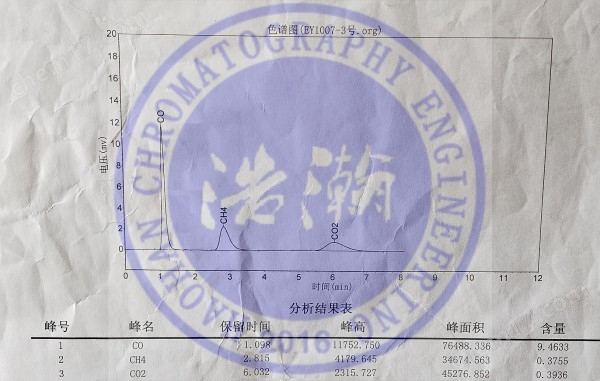 色谱图(EY1007-3号.org)
20
18
16
14
12
10
8
6
4
2
0
电压(mv)
CO
CH4
CO2
0 1 2 3 4 5 6 7 8 9 10 11 12
时间(min)
CHROMATOGRAPHY ENGINEERING
浩瀚
2016
分析结果表
峰号 峰名 保留时间 峰高 峰面积 含量
1 CO 1.098 11752.750 76488.336 9.4633
2 CH4 2.815 4179.645 34674.563 0.3755
3 CO2 6.032 2315.727 45276.852 0.3936